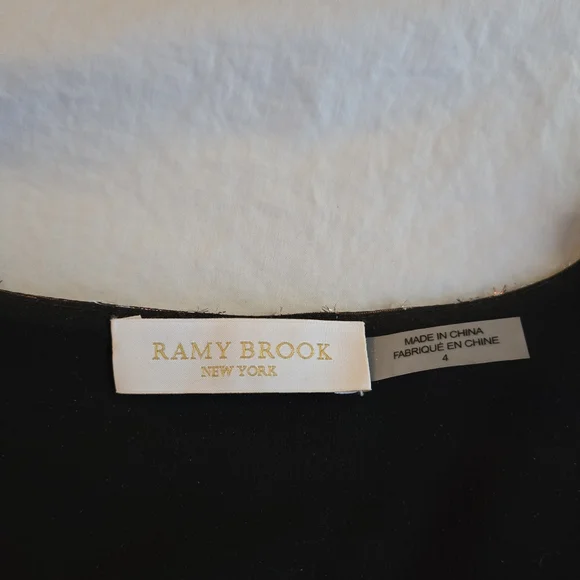 RAMY BROOK
NEW YORK
MADE IN CHINA
FABRIQUÉ EN CHINE
4